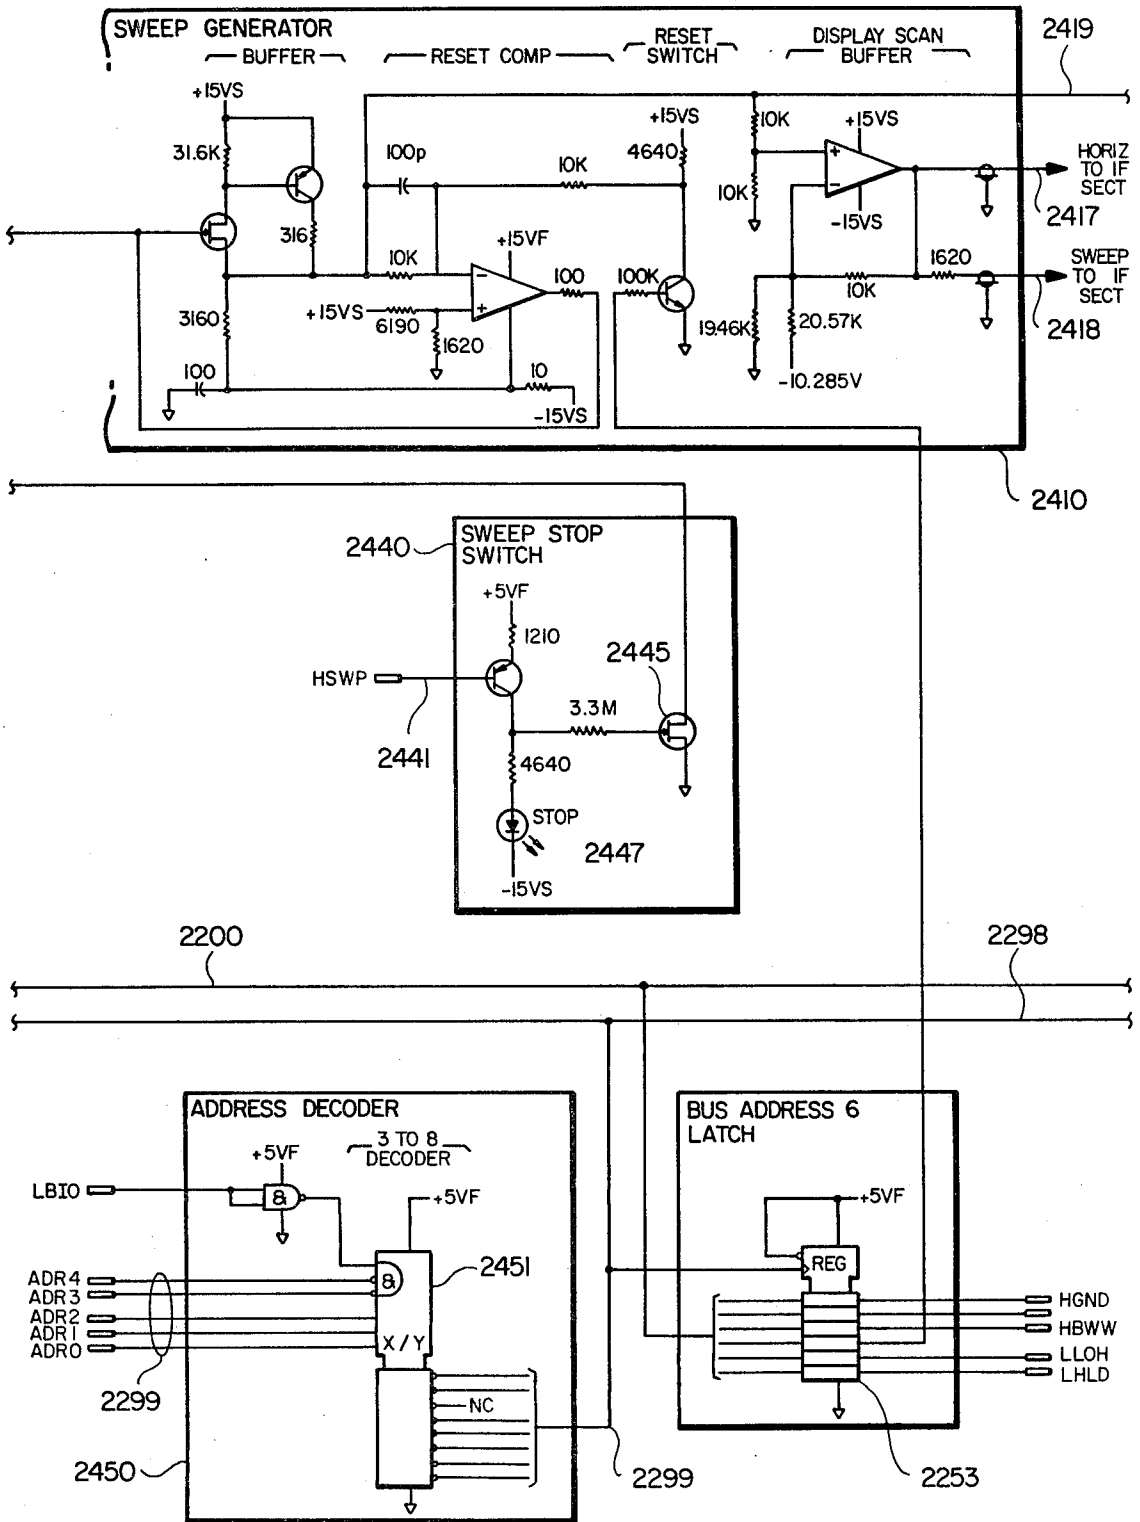 SWEEP GENERATOR
BUFFER
RESET COMP
RESET
SWITCH
DISPLAY SCAN
BUFFER
2419
+15VS
31.6K
316
3160
100
100p
10K
10K
+15VF
100
+15VS
6190
1620
10
-15VS
+15VS
4640
100K
10K
10K
+15VS
-15VS
10K
1620
19.46K
20.57K
-10.285V
HORIZ
TO IF
SECT
2417
SWEEP
TO IF
SECT
2418
2410
2440
SWEEP STOP
SWITCH
+5VF
1210
HSWP
2441
2445
3.3M
4640
STOP
2447
-15VS
2200
2298
ADDRESS DECODER
3 TO 8
DECODER
+5VF
LBIO
&
+5VF
2451
ADR4
ADR3
ADR2
ADR1
ADR0
&
X/Y
NC
2299
2450
2299
BUS ADDRESS 6
LATCH
+5VF
REG
HGND
HBWW
LLOH
LHLD
2253